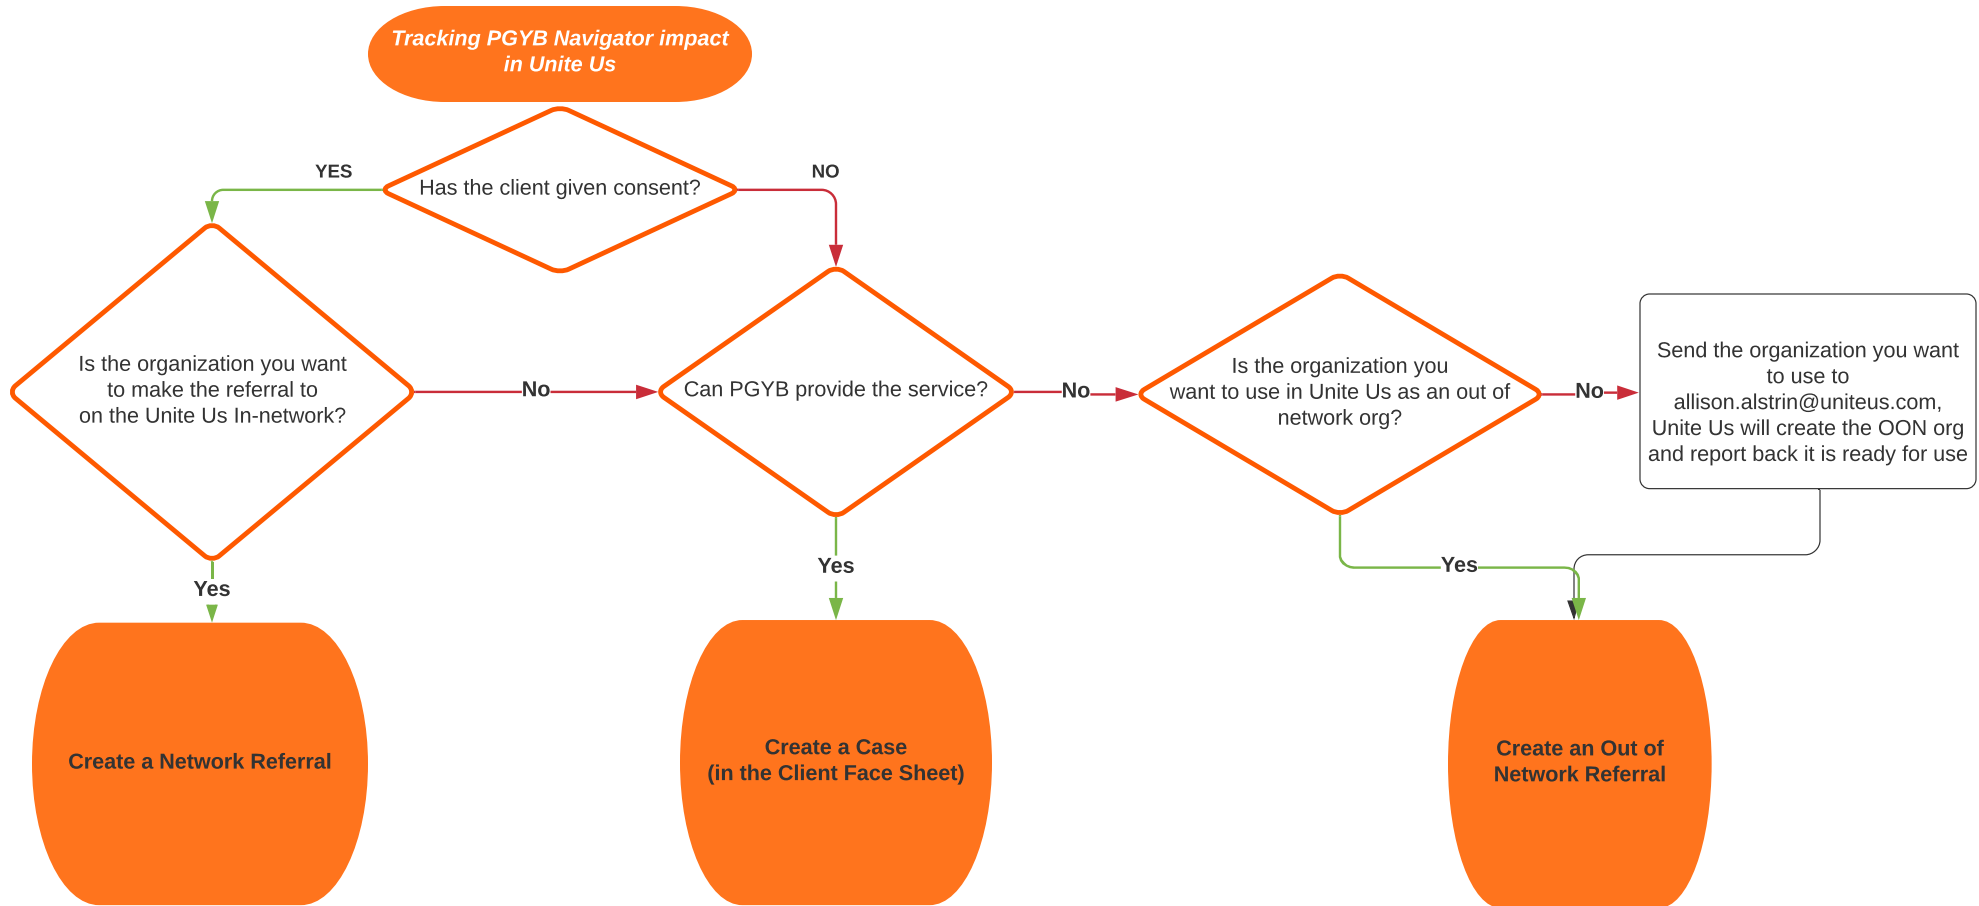 Tracking PGYB Navigator impact
in Unite Us
YES
NO
Has the client given consent?
Is the organization you want
to make the referral to
on the Unite Us In-network?
No
Can PGYB provide the service?
No
Is the organization you
want to use in Unite Us as an out of
network org?
No
Send the organization you want
to use to
allison.alstrin@uniteus.com,
Unite Us will create the OON org
and report back it is ready for use
Yes
Yes
Yes
Create a Network Referral
Create a Case
(in the Client Face Sheet)
Create an Out of
Network Referral